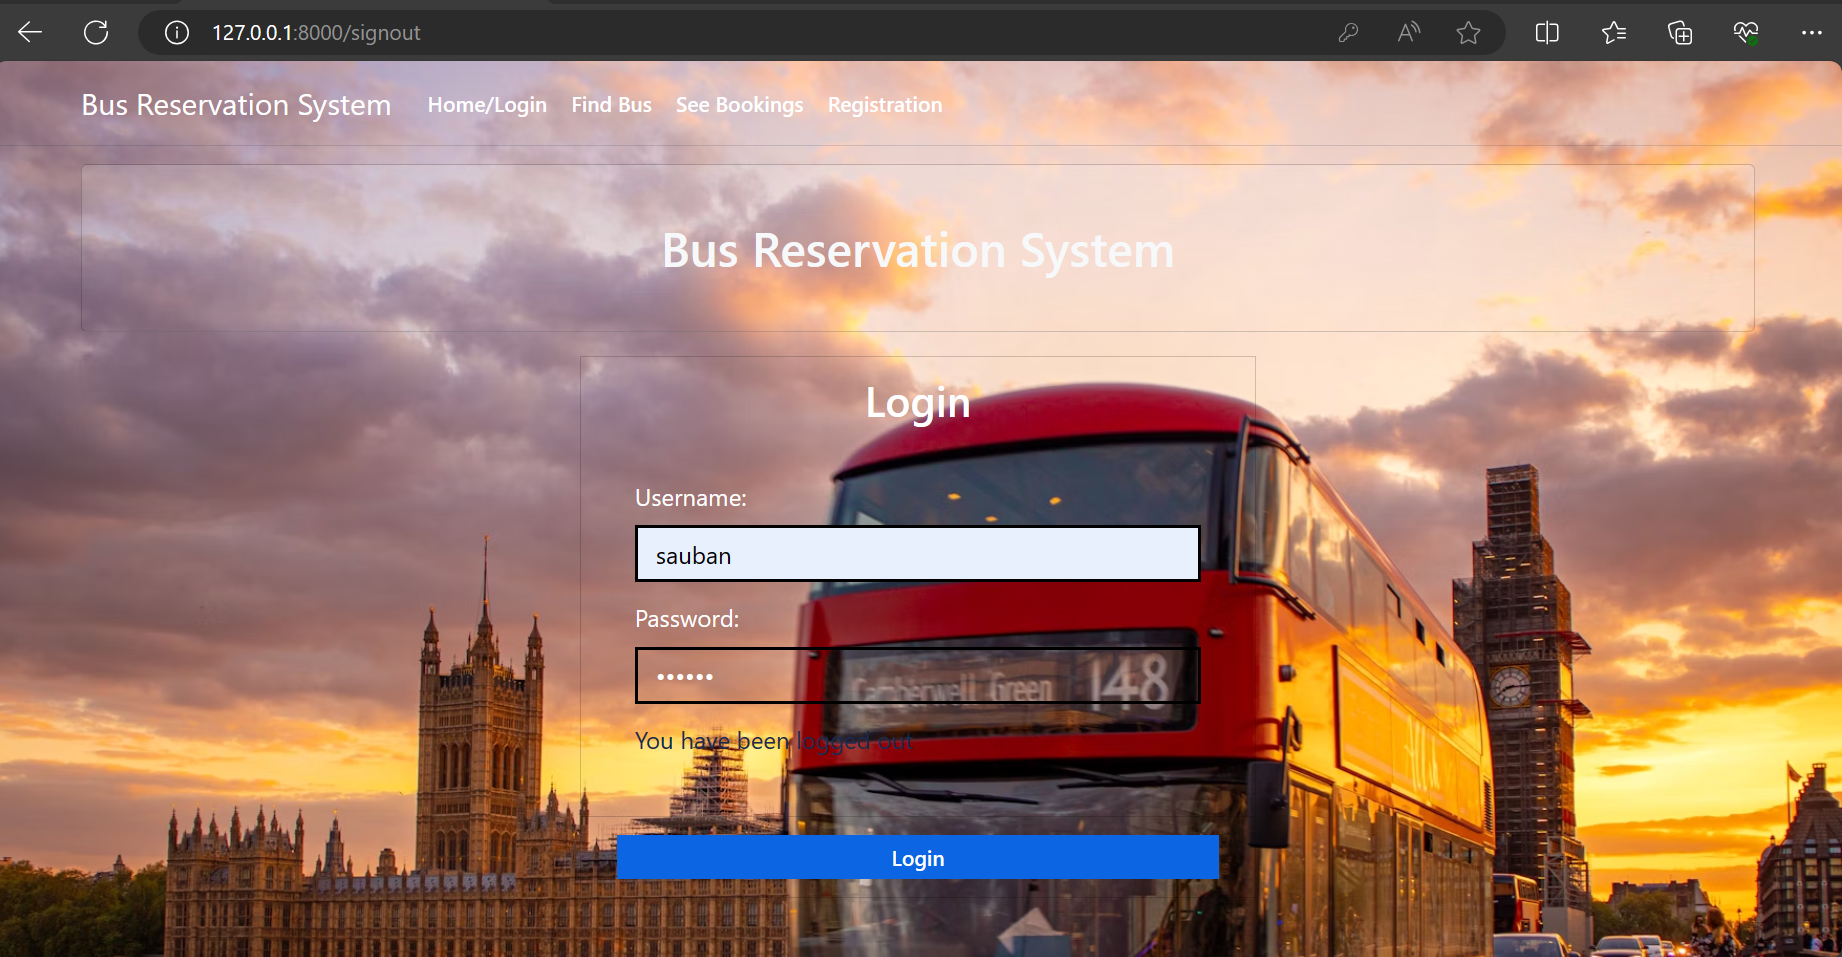 127.0.0.1:8000/signout
Bus Reservation System Home/Login Find Bus See Bookings Registration
Bus Reservation System
Login
Username:
sauban
Password:
••••••
Camberwell Green 148
You have been logged out
Login